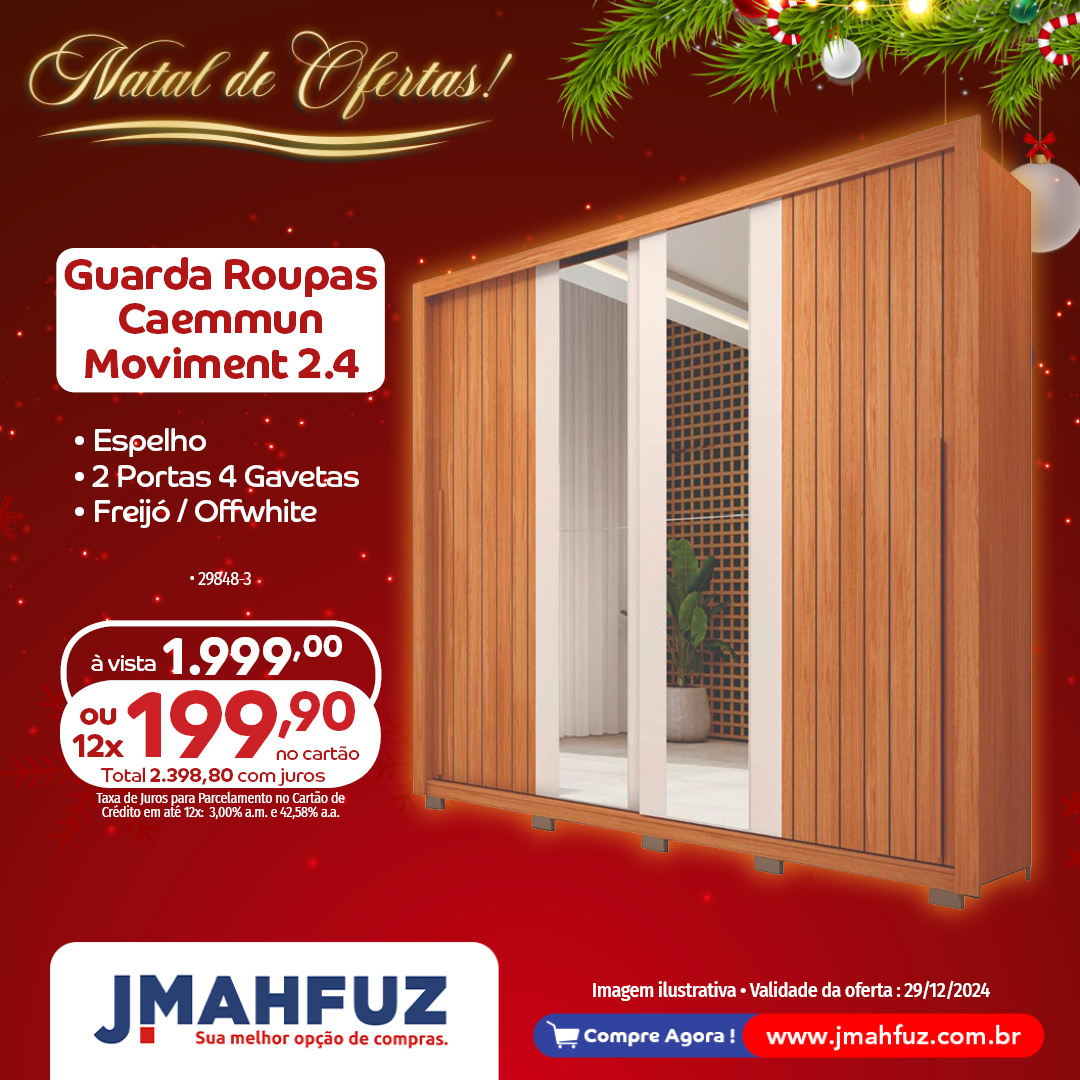 Natal de Ofertas!
Guarda Roupas
Caemmun
Moviment 2.4
• Espelho
• 2 Portas 4 Gavetas
• Freijó / Offwhite
• 29848-3
à vista 1.999,00
ou 12x 199,90 no cartão
Total 2.398,80 com juros
Taxa de Juros para Parcelamento no Cartão de
Crédito em até 12x: 3,00% a.m. e 42,58% a.a.
JMAHFUZ
Sua melhor opção de compras.
Imagem ilustrativa • Validade da oferta : 29/12/2024
Compre Agora ! www.jmahfuz.com.br